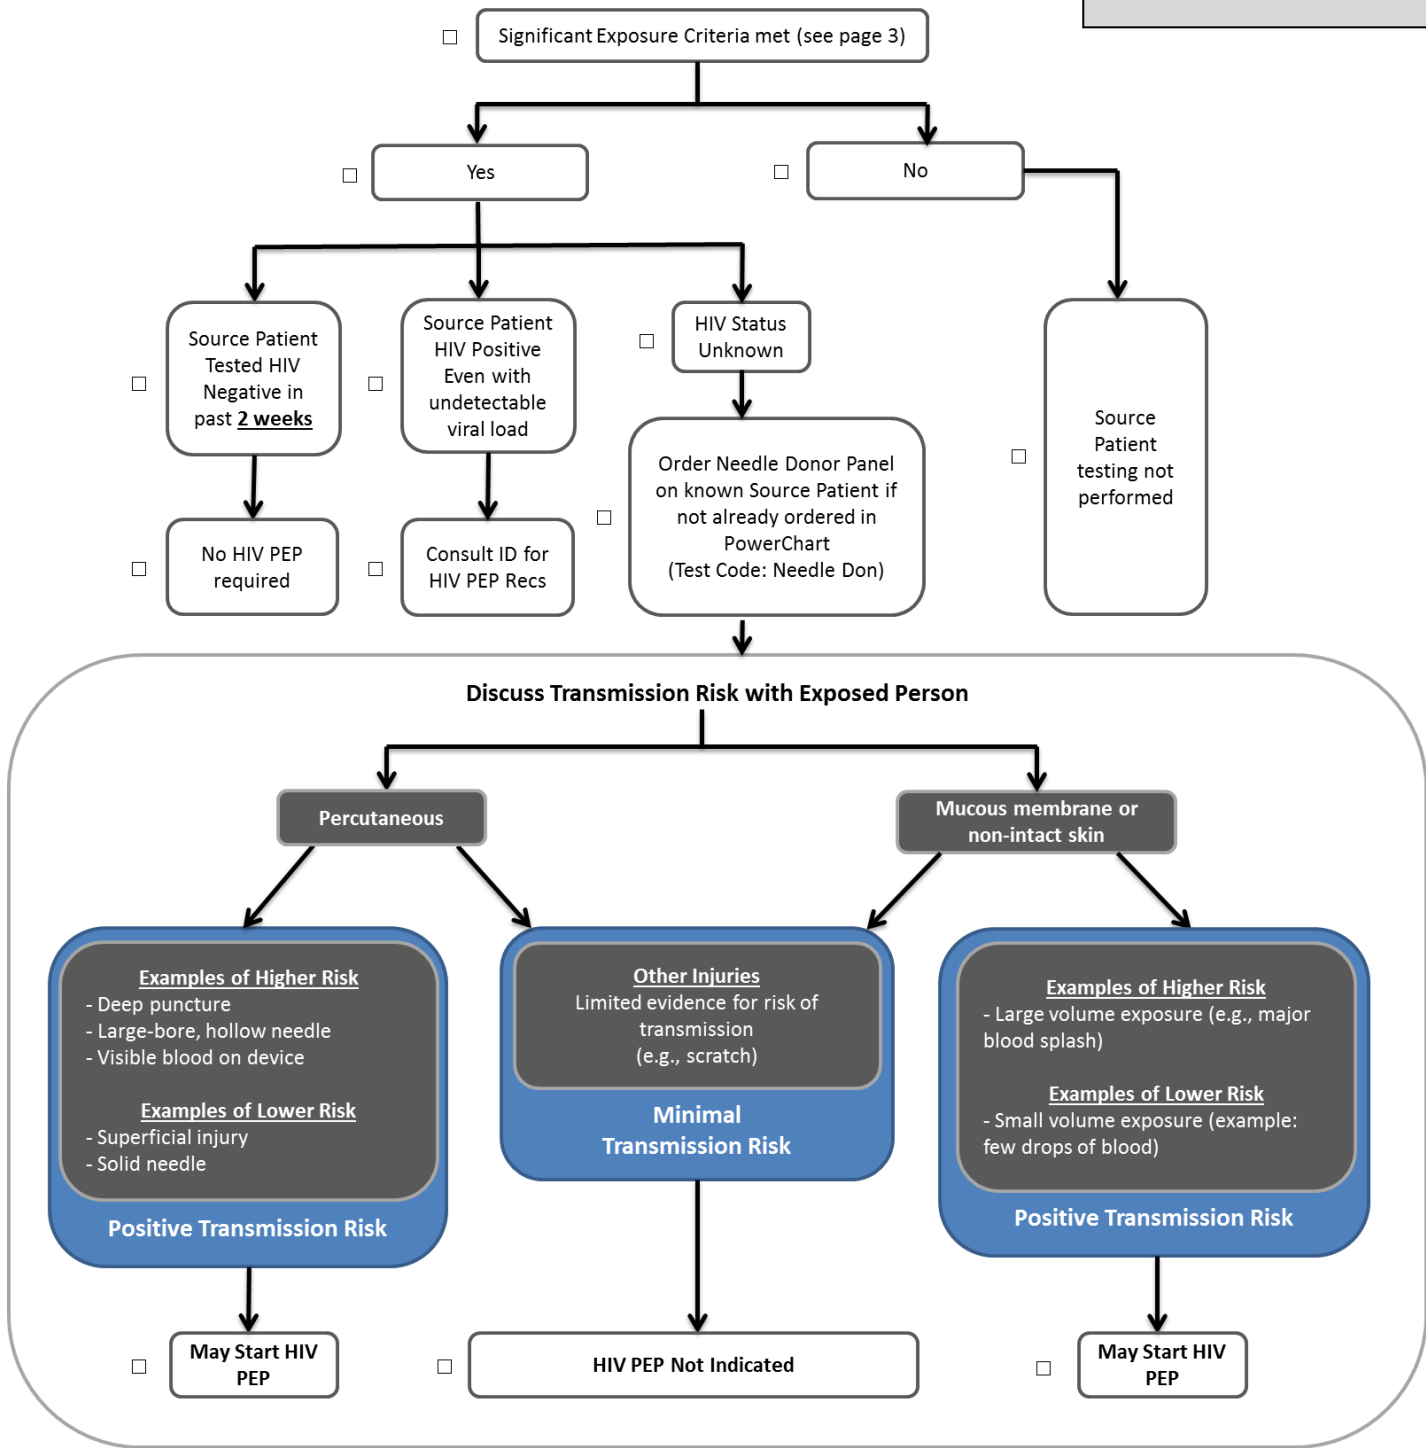 Significant Exposure Criteria met (see page 3)
Yes
No
Source Patient
Tested HIV
Negative in
past 2 weeks
Source Patient
HIV Positive
Even with
undetectable
viral load
HIV Status
Unknown
No HIV PEP
required
Consult ID for
HIV PEP Recs
Order Needle Donor Panel
on known Source Patient if
not already ordered in
PowerChart
(Test Code: Needle Don)
Source
Patient
testing not
performed
Discuss Transmission Risk with Exposed Person
Percutaneous
Mucous membrane or
non-intact skin
Examples of Higher Risk
- Deep puncture
- Large-bore, hollow needle
- Visible blood on device
Examples of Lower Risk
- Superficial injury
- Solid needle
Positive Transmission Risk
Other Injuries
Limited evidence for risk of
transmission
(e.g., scratch)
Minimal
Transmission Risk
Examples of Higher Risk
- Large volume exposure (e.g., major
blood splash)
Examples of Lower Risk
- Small volume exposure (example:
few drops of blood)
Positive Transmission Risk
May Start HIV
PEP
HIV PEP Not Indicated
May Start HIV
PEP